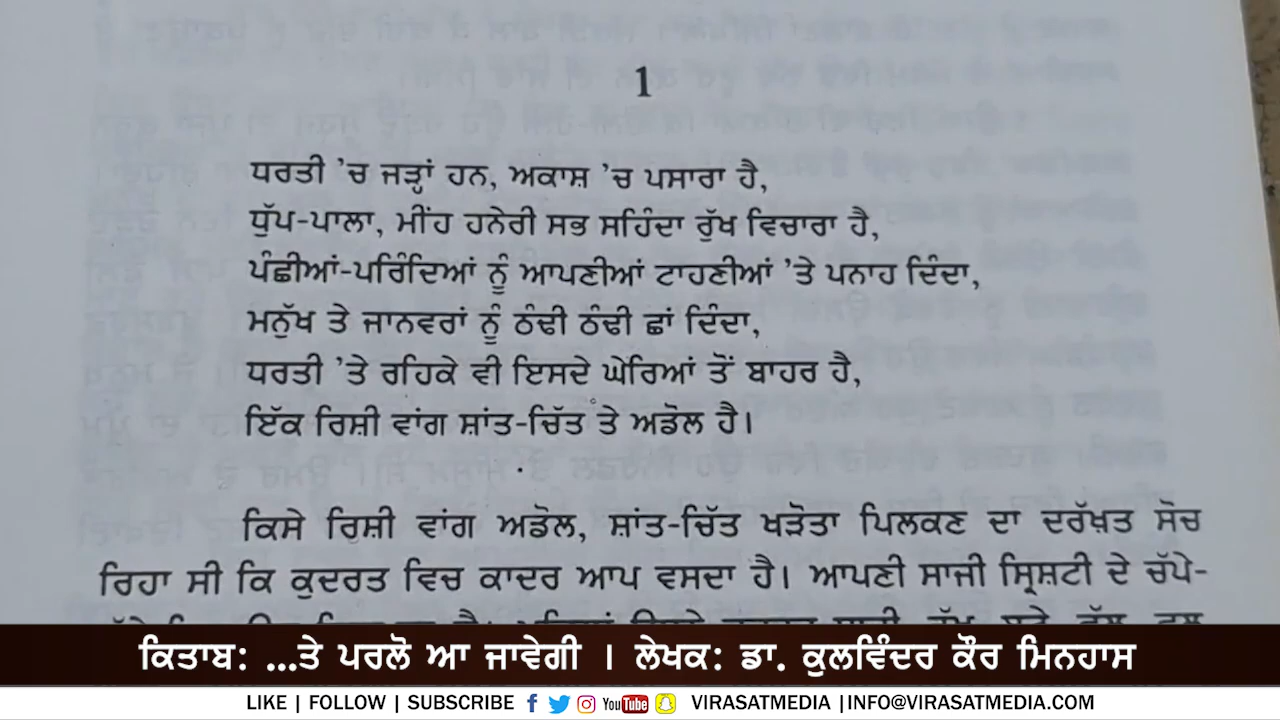 1
ਧਰਤੀ ’ਚ ਜੜ੍ਹਾਂ ਹਨ, ਅਕਾਸ਼ ’ਚ ਪਸਾਰਾ ਹੈ,
ਧੁੱਪ-ਪਾਲਾ, ਮੀਂਹ ਹਨੇਰੀ ਸਭ ਸਹਿੰਦਾ ਰੁੱਖ ਵਿਚਾਰਾ ਹੈ,
ਪੰਛੀਆਂ-ਪਰਿੰਦਿਆਂ ਨੂੰ ਆਪਣੀਆਂ ਟਾਹਣੀਆਂ ’ਤੇ ਪਨਾਹ ਦਿੰਦਾ,
ਮਨੁੱਖ ਤੇ ਜਾਨਵਰਾਂ ਨੂੰ ਠੰਢੀ ਠੰਢੀ ਛਾਂ ਦਿੰਦਾ,
ਧਰਤੀ ’ਤੇ ਰਹਿਕੇ ਵੀ ਇਸਦੇ ਘੇਰਿਆਂ ਤੋਂ ਬਾਹਰ ਹੈ,
ਇੱਕ ਰਿਸ਼ੀ ਵਾਂਗ ਸ਼ਾਂਤ-ਚਿੱਤ ਤੇ ਅਡੋਲ ਹੈ।
ਕਿਸੇ ਰਿਸ਼ੀ ਵਾਂਗ ਅਡੋਲ, ਸ਼ਾਂਤ-ਚਿੱਤ ਖੜੋਤਾ ਪਿਲਕਣ ਦਾ ਦਰੱਖ਼ਤ ਸੋਚ
ਰਿਹਾ ਸੀ ਕਿ ਕੁਦਰਤ ਵਿਚ ਕਾਦਰ ਆਪ ਵਸਦਾ ਹੈ। ਆਪਣੀ ਸਾਜੀ ਸ੍ਰਿਸ਼ਟੀ ਦੇ ਚੱਪੇ-
ਕਿਤਾਬ: ...ਤੇ ਪਰਲੋ ਆ ਜਾਵੇਗੀ । ਲੇਖਕ: ਡਾ. ਕੁਲਵਿੰਦਰ ਕੌਰ ਮਿਨਹਾਸ
LIKE | FOLLOW | SUBSCRIBE YouTube VIRASATMEDIA |INFO@VIRASATMEDIA.COM